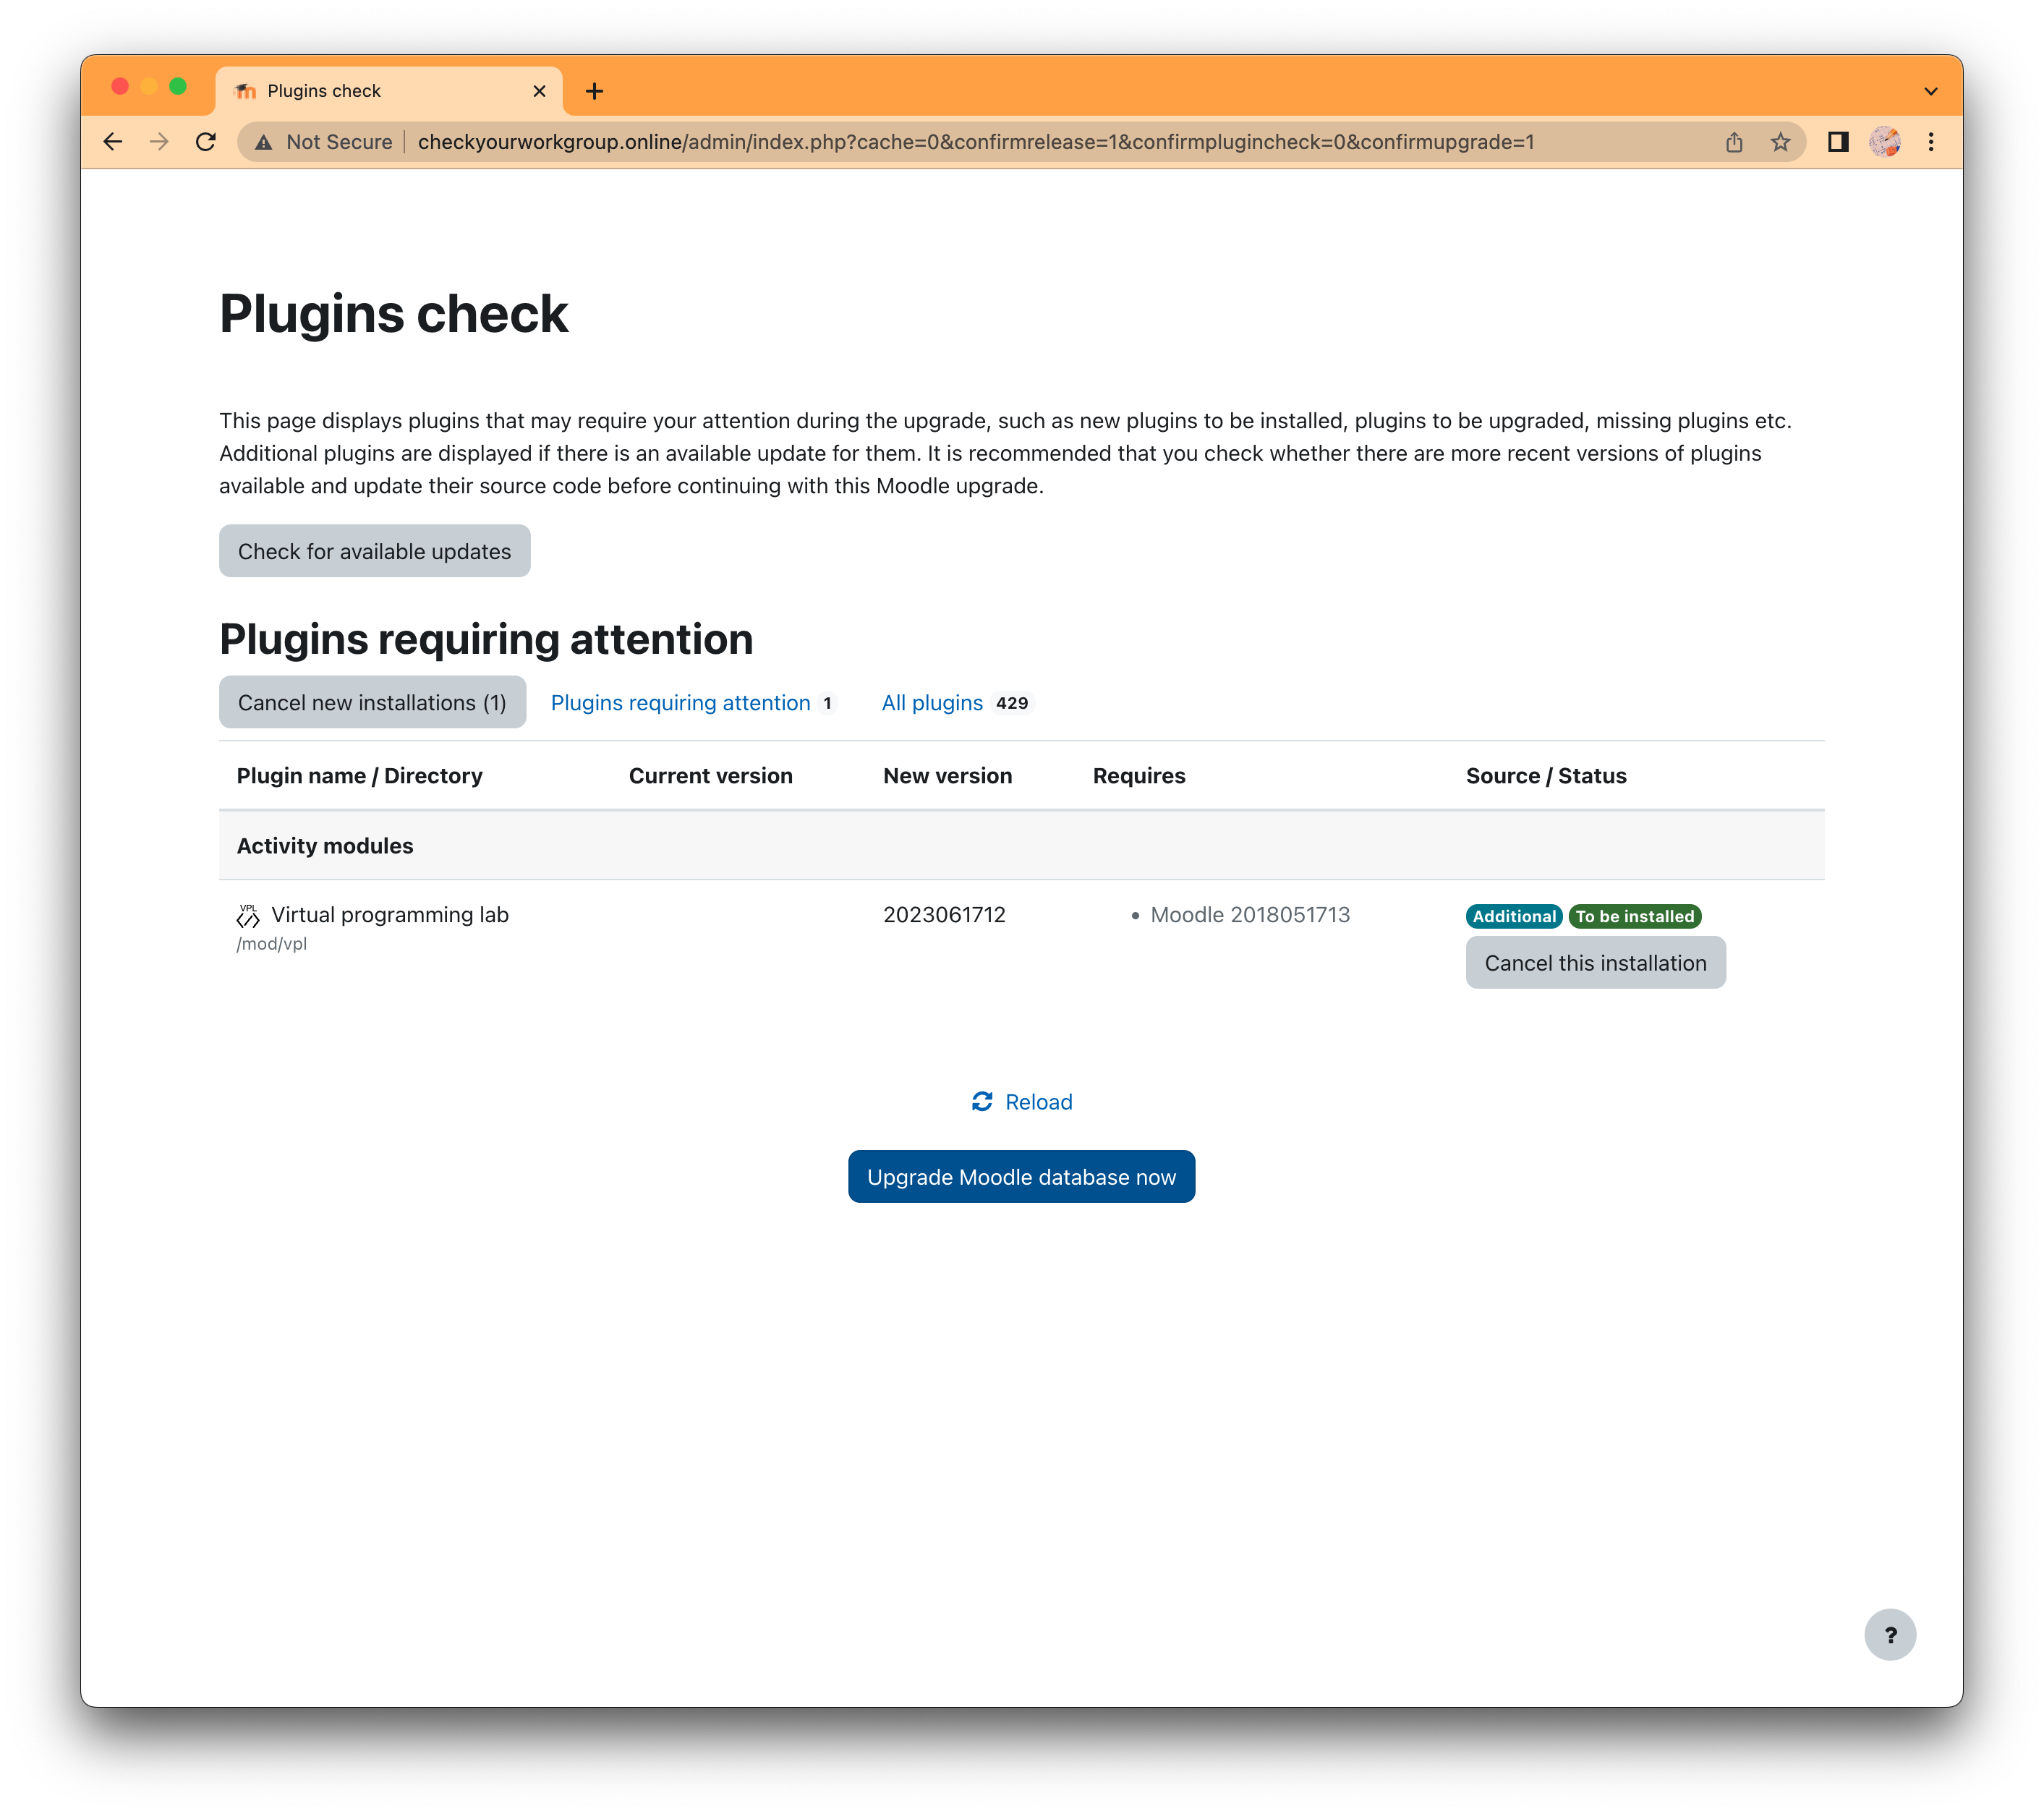 Plugins check
Not Secure
checkyourworkgroup.online/admin/index.php?cache=0&confirmrelease=1&confirmplugincheck=0&confirmupgrade=1
Plugins check
This page displays plugins that may require your attention during the upgrade, such as new plugins to be installed, plugins to be upgraded, missing plugins etc.
Additional plugins are displayed if there is an available update for them. It is recommended that you check whether there are more recent versions of plugins
available and update their source code before continuing with this Moodle upgrade.
Check for available updates
Plugins requiring attention
Cancel new installations (1) Plugins requiring attention 1 All plugins 429
Plugin name / Directory Current version New version Requires Source / Status
Activity modules
VPL
Virtual programming lab 2023061712 • Moodle 2018051713 Additional To be installed
/mod/vpl
Cancel this installation
Reload
Upgrade Moodle database now
?